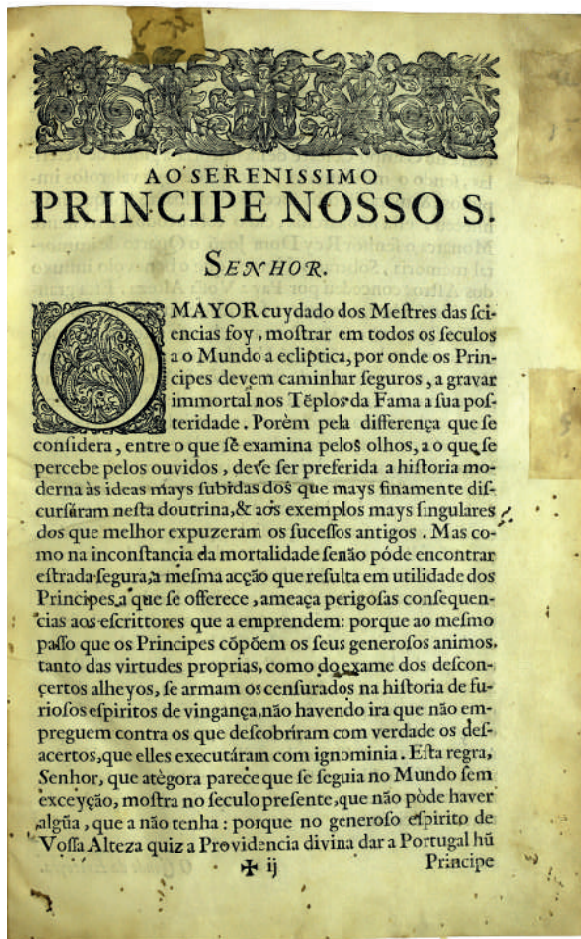 AO SERENISSIMO
PRINCIPE NOSSO S.
SENHOR.
O MAYOR cuydado dos Meſtres das ſci-
encias foy, moſtrar em todos os ſeculos
a o Mundo a ecliptica, por onde os Prin-
cipes devem caminhar ſeguros, a gravar
immortal nos Tẽplos da Fama a ſua poſ-
teridade. Porèm pela differença que ſe
conſidera, entre o que ſe examina pelos olhos, a o que ſe
percebe pelos ouvidos, deve ſer preferida a hiſtoria mo-
derna às ideas mays ſubidas dos que mays finamente diſ-
curſáram neſta doutrina, & aos exemplos mays ſingulares
dos que melhor expuzeram os ſuceſſos antigos. Mas co-
mo na inconſtancia da mortalidade ſenão póde encontrar
eſtrada ſegura, a meſma acção que reſulta em utilidade dos
Principes, a que ſe offerece, ameaça perigoſas conſequen-
cias aos eſcrittores que a emprendem: porque ao meſmo
paſſo que os Principes cõpõem os ſeus generoſos animos,
tanto das virtudes proprias, como do exame dos deſcon-
çertos alheyos, ſe armam os cenſurados na hiſtoria de fu-
rioſos eſpiritos de vingança, não havendo ira que não em-
preguem contra os que deſcobríram com verdade os deſ-
acertos, que elles executáram com ignominia. Eſta regra,
Senhor, que atègora parece que ſe ſeguia no Mundo ſem
exceyção, moſtra no ſeculo preſente, que não pòde haver
algũa, que a não tenha: porque no generoſo eſpirito de
Voſſa Alteza quiz a Providencia divina dar a Portugal hũ
✠ ij Principe